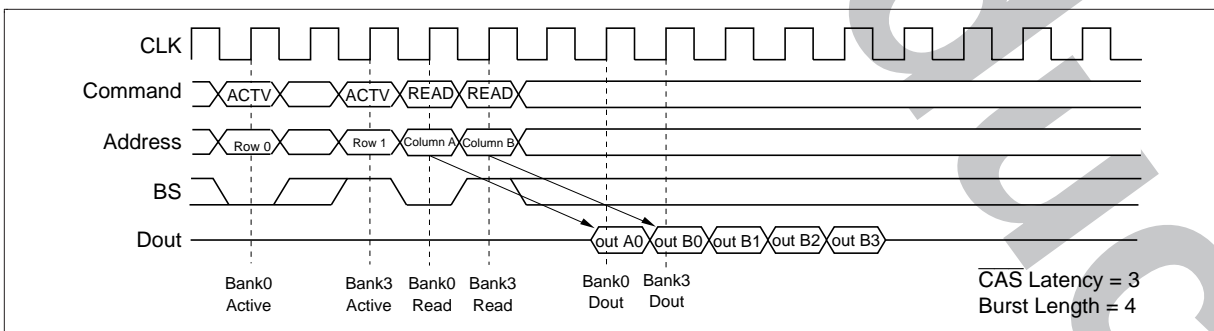 CLK
Command ACTV ACTV READ READ
Address Row 0 Row 1 Column A Column B
BS
Dout out A0 out B0 out B1 out B2 out B3
Bank0 Active
Bank3 Active
Bank0 Read
Bank3 Read
Bank0 Dout
Bank3 Dout
CAS Latency = 3
Burst Length = 4